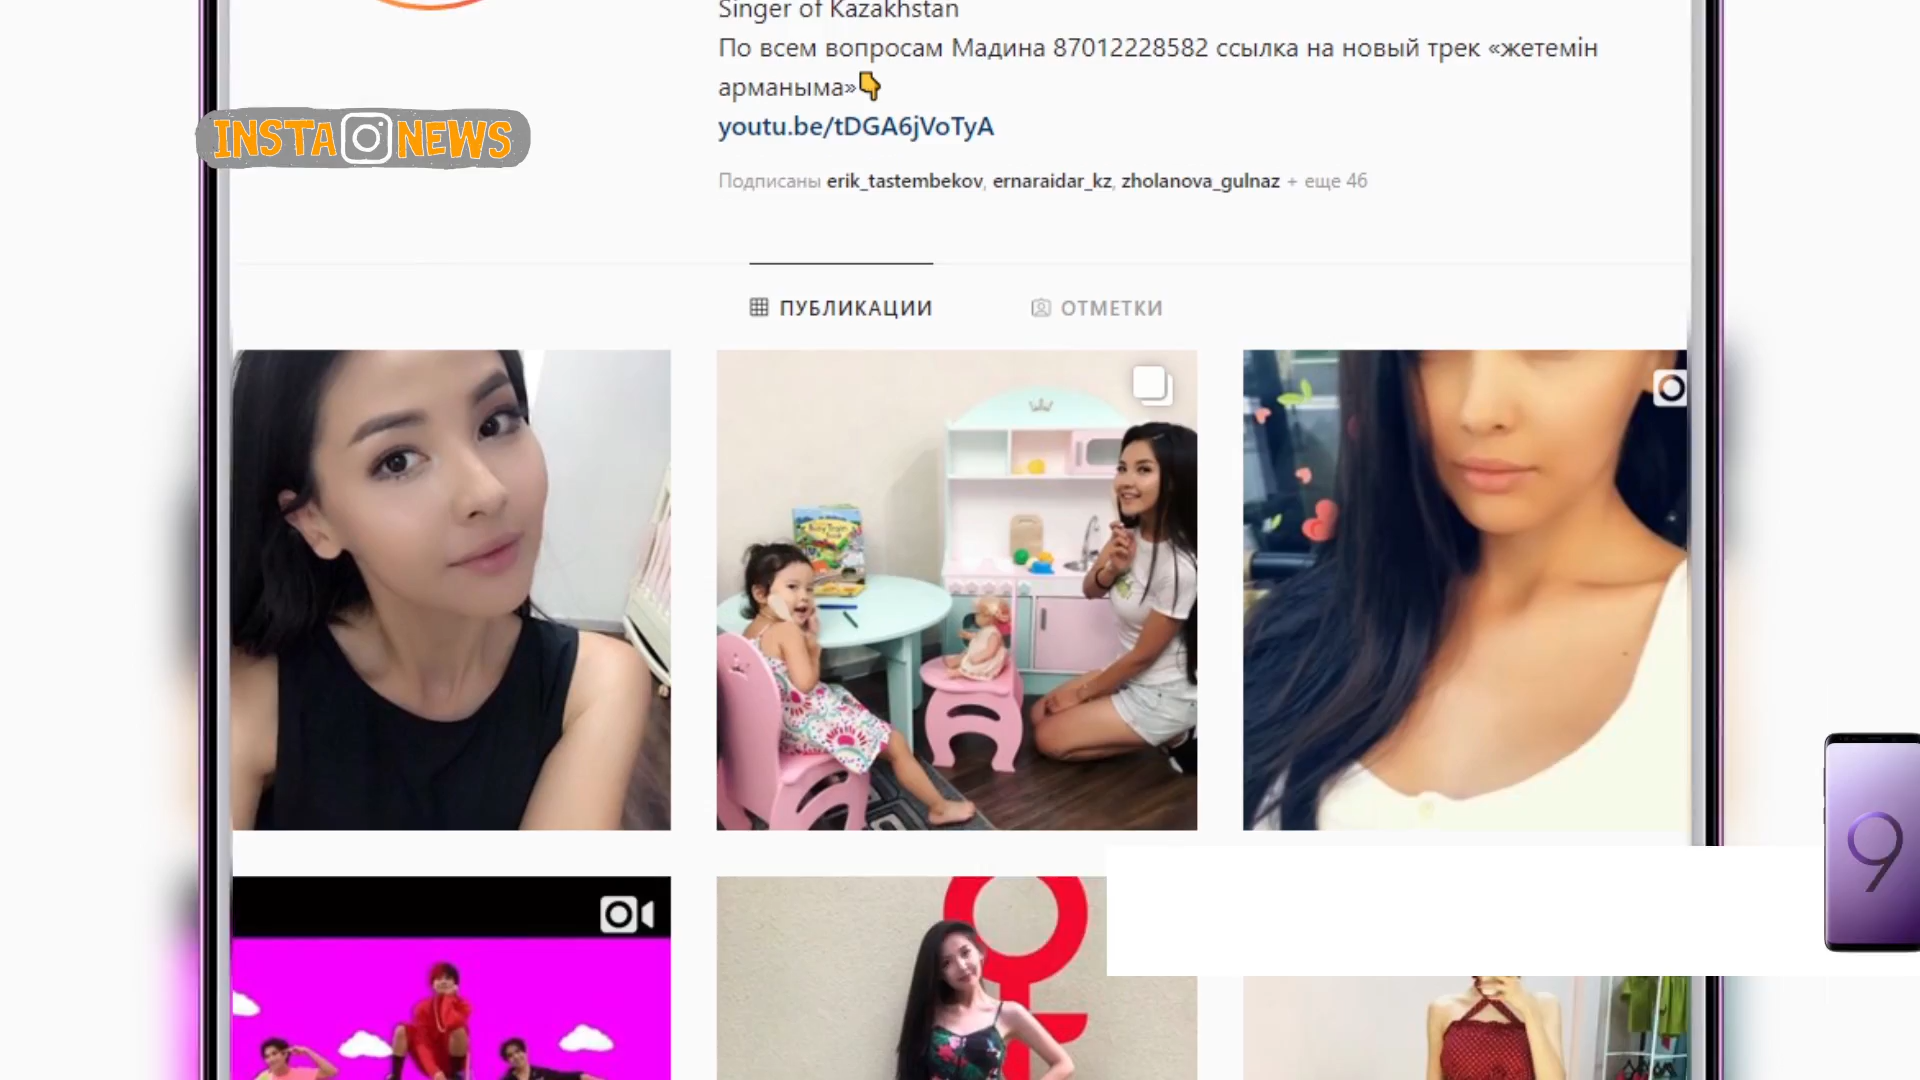 Singer of Kazakhstan
По всем вопросам Мадина 87012228582 ссылка на новый трек «жетемін
арманыма»👇
youtu.be/tDGA6jVoTyA
INSTA NEWS
Подписаны erik_tastembekov, ernaraidar_kz, zholanova_gulnaz + еще 46
ПУБЛИКАЦИИ
ОТМЕТКИ
9